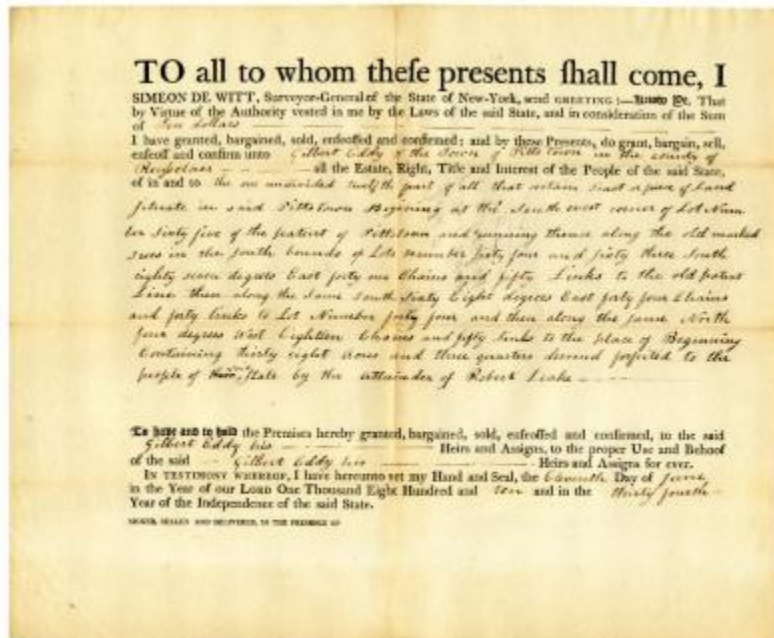 TO all to whom theſe presents ſhall come, I
SIMEON DE WITT, Surveyor-General of the State of New-York, send GREETING:—Know Ye, That
by Virtue of the Authority vested in me by the Laws of the said State, and in consideration of the Sum
of Ten dollars
I have granted, bargained, sold, enfeoffed and confirmed; and by these Presents, do grant, bargain, sell,
enfeoff and confirm unto Gilbert Eddy of the Town of Pittstown in the county of
Rensselaer all the Estate, Right, Title and Interest of the People of the said State,
of in and to the one undivided twelfth part of all that certain tract or piece of Land
situate in said Pittstown Beginning at the South west corner of Lot Num
ber sixty five of the patent of Pittstown and running thence along the old marked
trees in the south bounds of Lots number sixty four and sixty three South
eighty seven degrees East forty one Chains and fifty Links to the old patent
Line then along the same South Sixty Eight degrees East forty four Chains
and forty links to Lot Number forty four and then along the same North
four degrees West Eighteen Chains and fifty links to the place of Beginning
Containing thirty eight acres and three quarters deemed forfeited to the
people of State by the attainder of Robert Leake
To have and to hold the Premises hereby granted, bargained, sold, enfeoffed and confirmed, to the said
Gilbert Eddy his Heirs and Assigns, to the proper Use and Behoof
of the said Gilbert Eddy his Heirs and Assigns for ever.
IN TESTIMONY WHEREOF, I have hereunto set my Hand and Seal, the Eleventh Day of June
in the Year of our LORD One Thousand Eight Hundred and ten and in the thirty fourth
Year of the Independence of the said State.
SIGNED, SEALED AND DELIVERED, IN THE PRESENCE OF